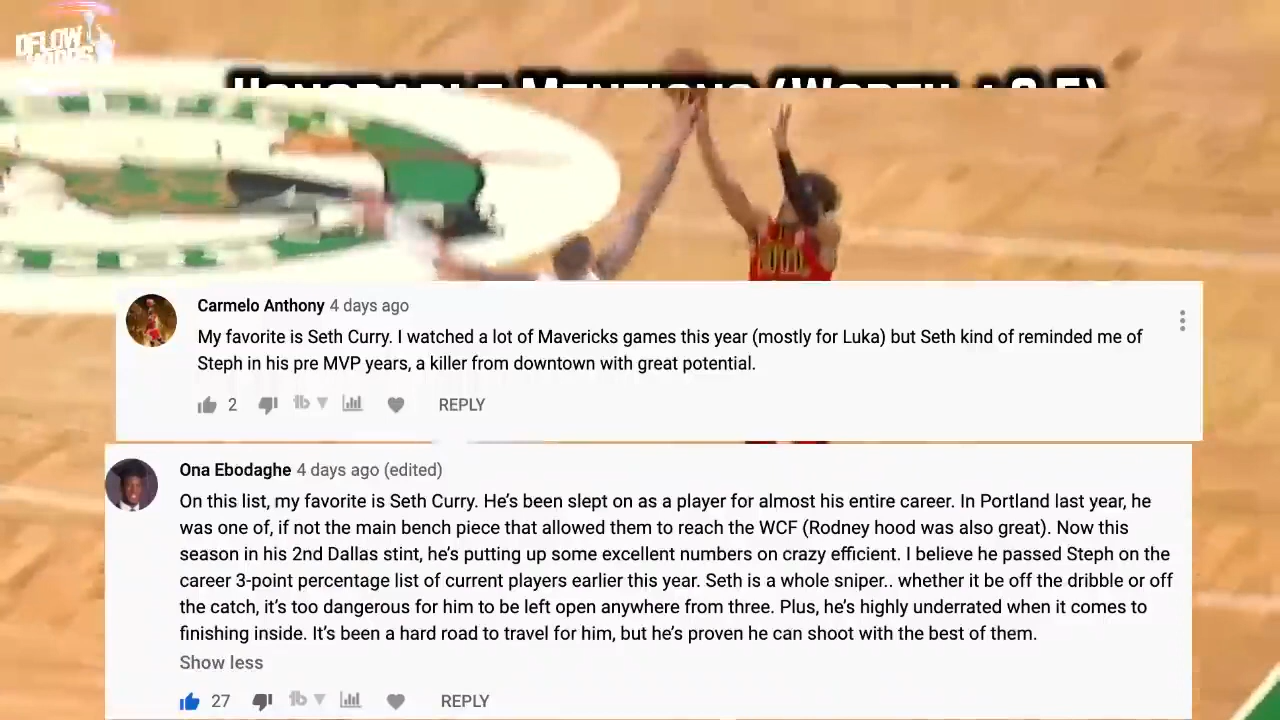 DFLOW
HOOPS
HONORABLE MENTIONS (WORTH +0.5)
Carmelo Anthony 4 days ago
My favorite is Seth Curry. I watched a lot of Mavericks games this year (mostly for Luka) but Seth kind of reminded me of
Steph in his pre MVP years, a killer from downtown with great potential.
2
REPLY
Ona Ebodaghe 4 days ago (edited)
On this list, my favorite is Seth Curry. He's been slept on as a player for almost his entire career. In Portland last year, he
was one of, if not the main bench piece that allowed them to reach the WCF (Rodney hood was also great). Now this
season in his 2nd Dallas stint, he's putting up some excellent numbers on crazy efficient. I believe he passed Steph on the
career 3-point percentage list of current players earlier this year. Seth is a whole sniper.. whether it be off the dribble or off
the catch, it's too dangerous for him to be left open anywhere from three. Plus, he's highly underrated when it comes to
finishing inside. It's been a hard road to travel for him, but he's proven he can shoot with the best of them.
Show less
27
REPLY